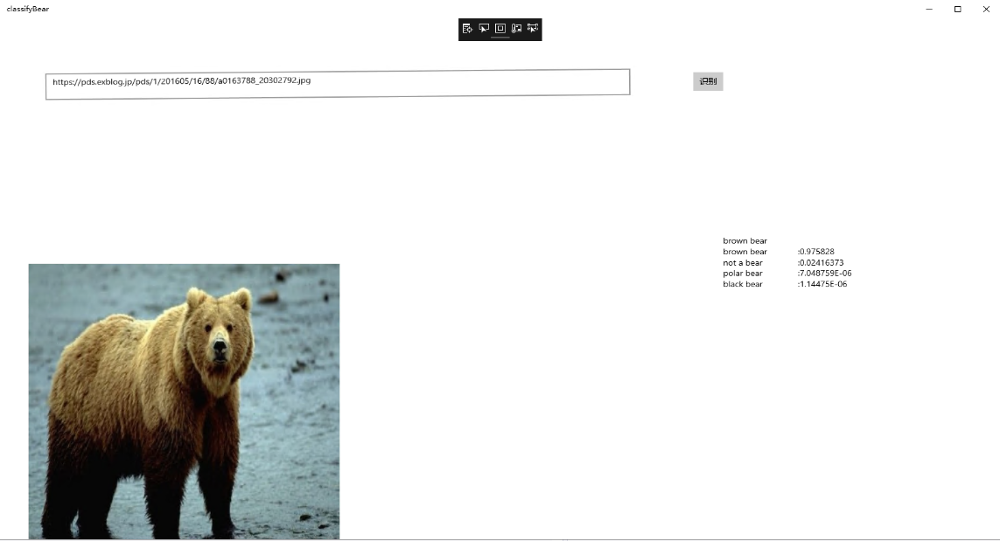 classifyBear
https://pds.exblog.jp/pds/1/201605/16/88/a0163788_20302792.jpg
识别
brown bear
brown bear :0.975828
not a bear :0.02416373
polar bear :7.048759E-06
black bear :1.14475E-06